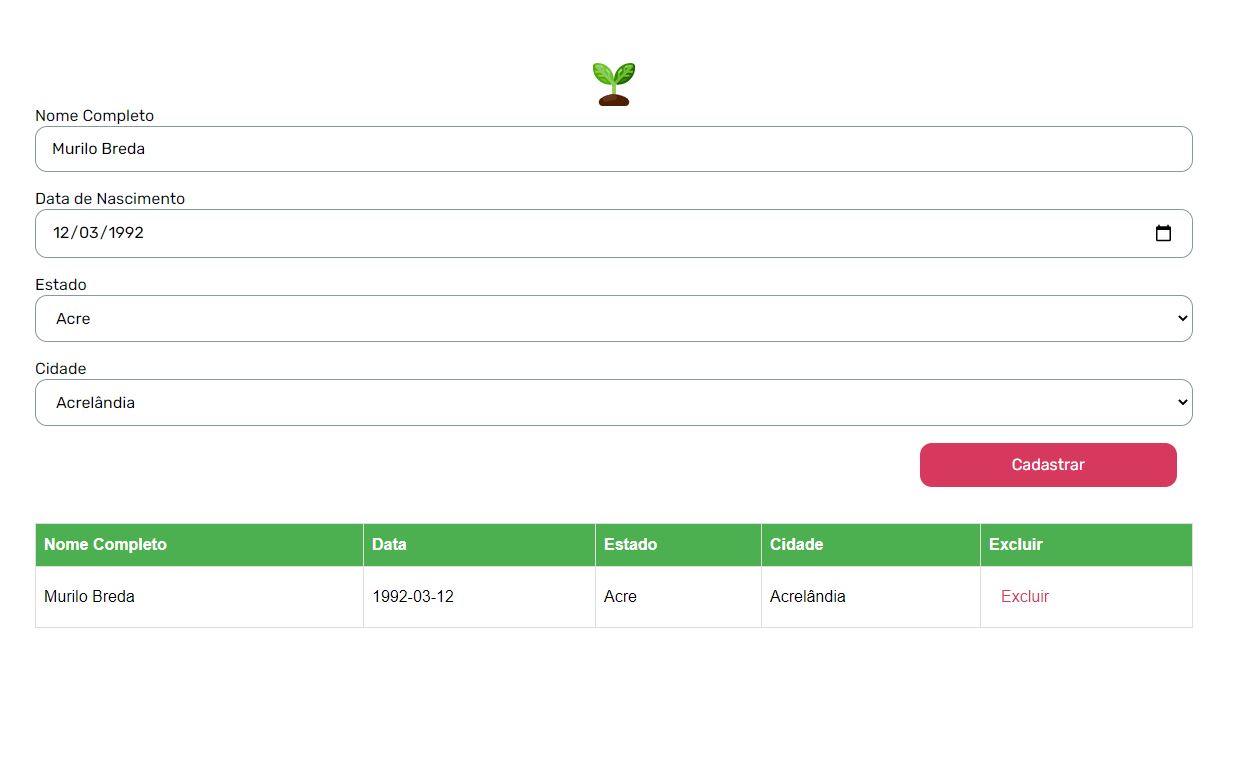 Nome Completo
Murilo Breda
Data de Nascimento
12/03/1992
Estado
Acre
Cidade
Acrelândia
Cadastrar
Nome Completo Data Estado Cidade Excluir
Murilo Breda 1992-03-12 Acre Acrelândia Excluir